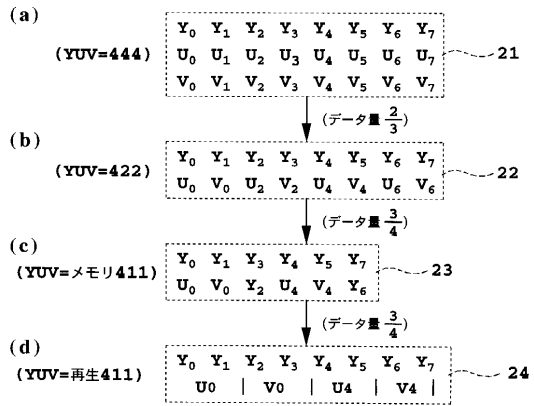 (a)
Y₀ Y₁ Y₂ Y₃ Y₄ Y₅ Y₆ Y₇
(YUV=444) U₀ U₁ U₂ U₃ U₄ U₅ U₆ U₇ 21
V₀ V₁ V₂ V₃ V₄ V₅ V₆ V₇
(データ量 2/3)
(b)
Y₀ Y₁ Y₂ Y₃ Y₄ Y₅ Y₆ Y₇
(YUV=422) U₀ V₀ U₂ V₂ U₄ V₄ U₆ V₆ 22
(データ量 3/4)
(c)
Y₀ Y₁ Y₃ Y₄ Y₅ Y₇
(YUV=メモリ411) U₀ V₀ Y₂ U₄ V₄ Y₆ 23
(データ量 3/4)
(d)
Y₀ Y₁ Y₂ Y₃ Y₄ Y₅ Y₆ Y₇
(YUV=再生411) U0 | V0 | U4 | V4 | 24